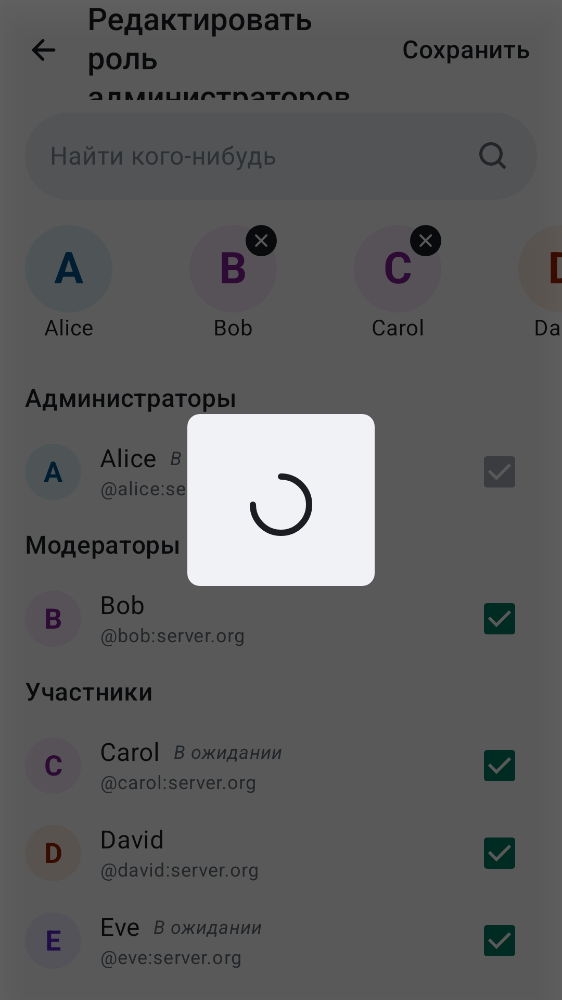 Редактировать
роль
администраторов
Сохранить
Найти кого-нибудь
A
B
C
D
Alice
Bob
Carol
Da
Администраторы
A
Alice В
@alice:se
Модераторы
B
Bob
@bob:server.org
Участники
C
Carol В ожидании
@carol:server.org
D
David
@david:server.org
E
Eve В ожидании
@eve:server.org